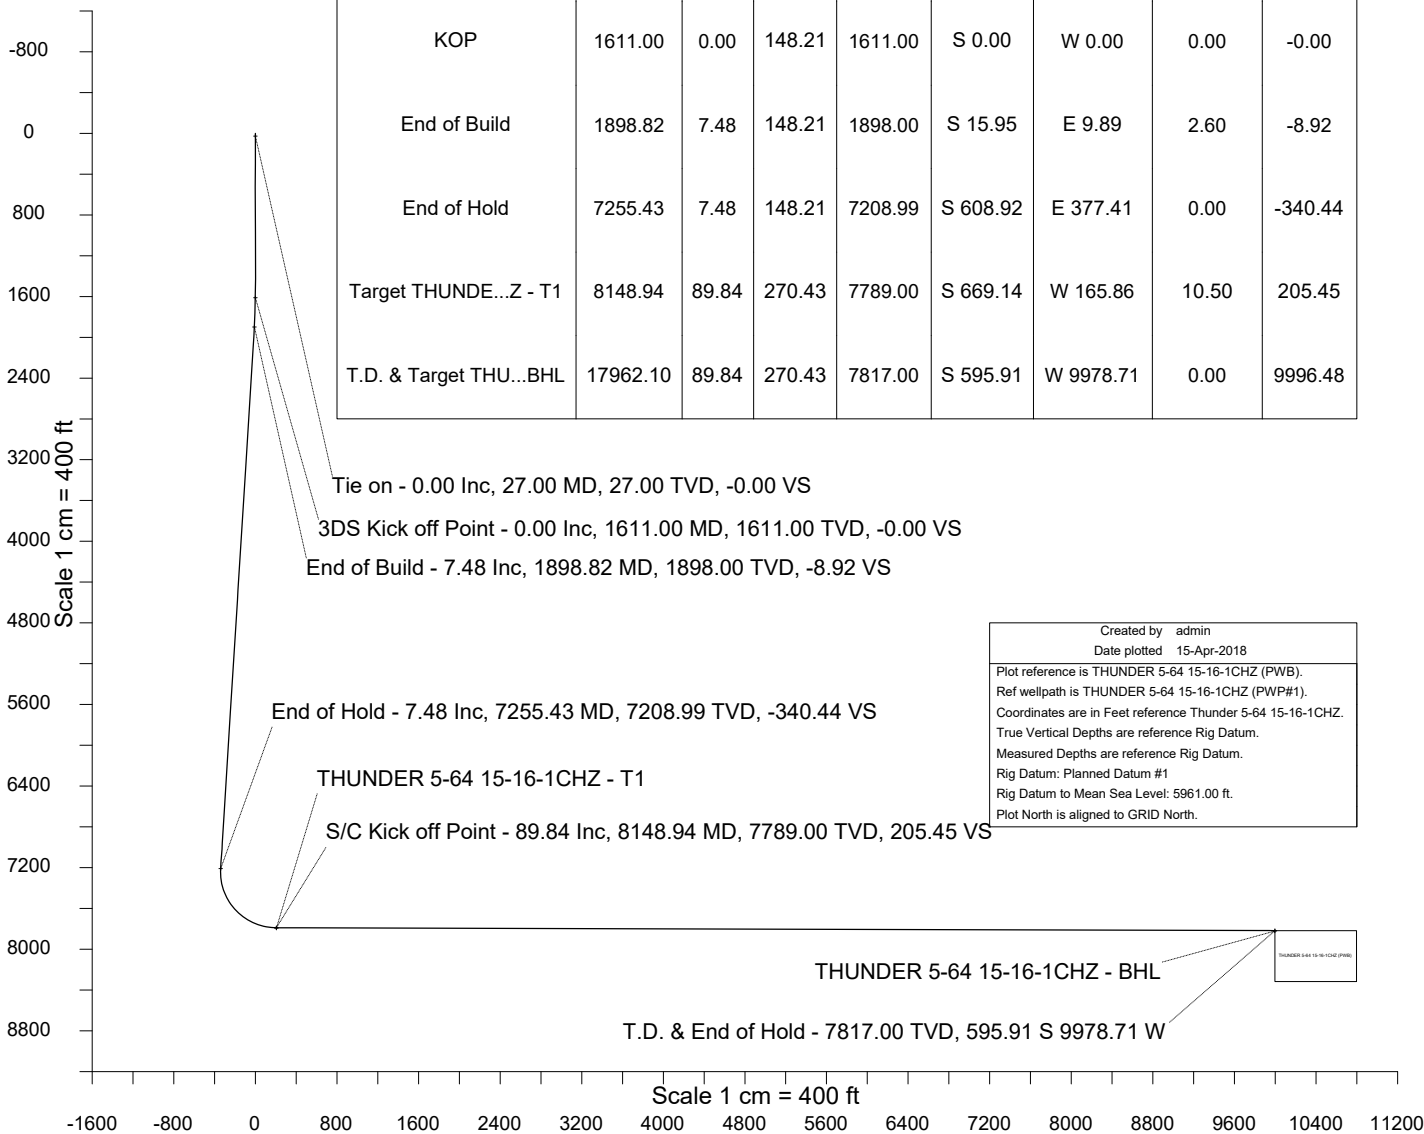 KOP 1611.00 0.00 148.21 1611.00 S 0.00 W 0.00 0.00 -0.00
End of Build 1898.82 7.48 148.21 1898.00 S 15.95 E 9.89 2.60 -8.92
End of Hold 7255.43 7.48 148.21 7208.99 S 608.92 E 377.41 0.00 -340.44
Target THUNDE...Z - T1 8148.94 89.84 270.43 7789.00 S 669.14 W 165.86 10.50 205.45
T.D. & Target THU...BHL 17962.10 89.84 270.43 7817.00 S 595.91 W 9978.71 0.00 9996.48
-800
0
800
1600
2400
3200
4000
4800
5600
6400
7200
8000
8800
Scale 1 cm = 400 ft
Tie on - 0.00 Inc, 27.00 MD, 27.00 TVD, -0.00 VS
3DS Kick off Point - 0.00 Inc, 1611.00 MD, 1611.00 TVD, -0.00 VS
End of Build - 7.48 Inc, 1898.82 MD, 1898.00 TVD, -8.92 VS
End of Hold - 7.48 Inc, 7255.43 MD, 7208.99 TVD, -340.44 VS
THUNDER 5-64 15-16-1CHZ - T1
S/C Kick off Point - 89.84 Inc, 8148.94 MD, 7789.00 TVD, 205.45 VS
Created by admin
Date plotted 15-Apr-2018
Plot reference is THUNDER 5-64 15-16-1CHZ (PWB).
Ref wellpath is THUNDER 5-64 15-16-1CHZ (PWP#1).
Coordinates are in Feet reference Thunder 5-64 15-16-1CHZ.
True Vertical Depths are reference Rig Datum.
Measured Depths are reference Rig Datum.
Rig Datum: Planned Datum #1
Rig Datum to Mean Sea Level: 5961.00 ft.
Plot North is aligned to GRID North.
THUNDER 5-64 15-16-1CHZ (PWB)
THUNDER 5-64 15-16-1CHZ - BHL
T.D. & End of Hold - 7817.00 TVD, 595.91 S 9978.71 W
Scale 1 cm = 400 ft
-1600 -800 0 800 1600 2400 3200 4000 4800 5600 6400 7200 8000 8800 9600 10400 11200